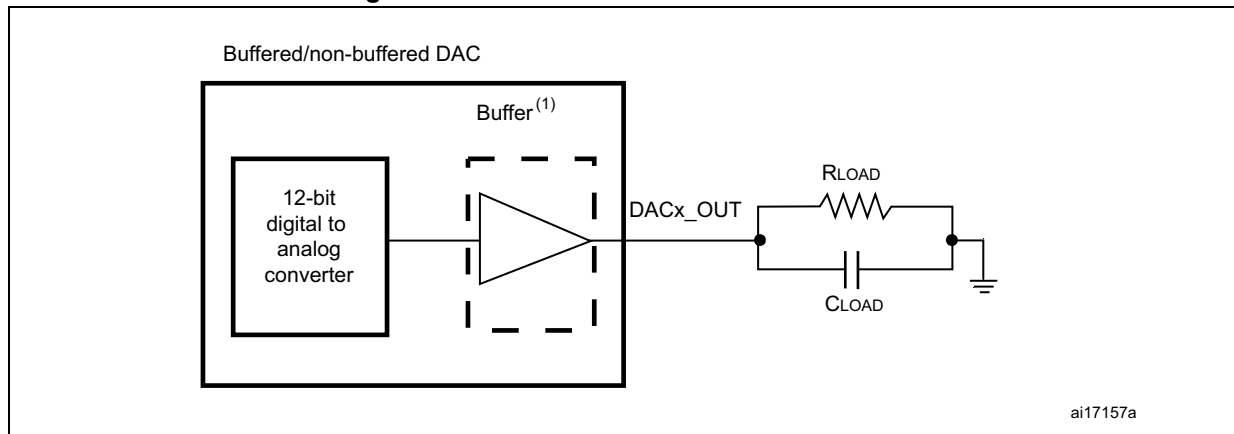 Buffered/non-buffered DAC
Buffer(1)
12-bit
digital to
analog
converter
DACx_OUT
RLOAD
CLOAD
ai17157a